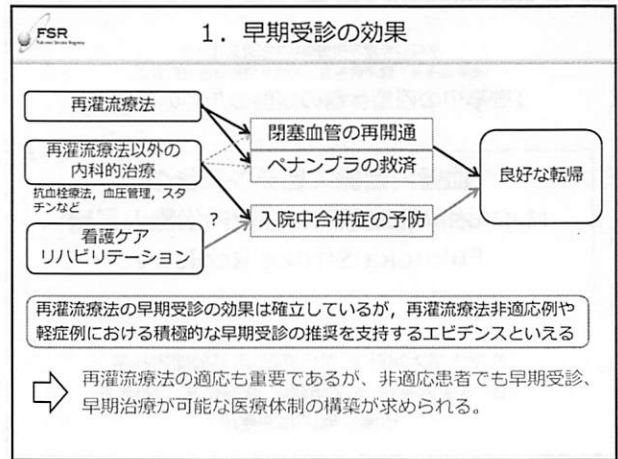 FSR
Fukuoka Stroke Registry
1．早期受診の効果
再灌流療法
再灌流療法以外の
内科的治療
抗血栓療法，血圧管理，スタ
チンなど
看護ケア
リハビリテーション
?
閉塞血管の再開通
ペナンブラの救済
入院中合併症の予防
良好な転帰
再灌流療法の早期受診の効果は確立しているが，再灌流療法非適応例や
軽症例における積極的な早期受診の推奨を支持するエビデンスといえる
再灌流療法の適応も重要であるが、非適応患者でも早期受診、
早期治療が可能な医療体制の構築が求められる。